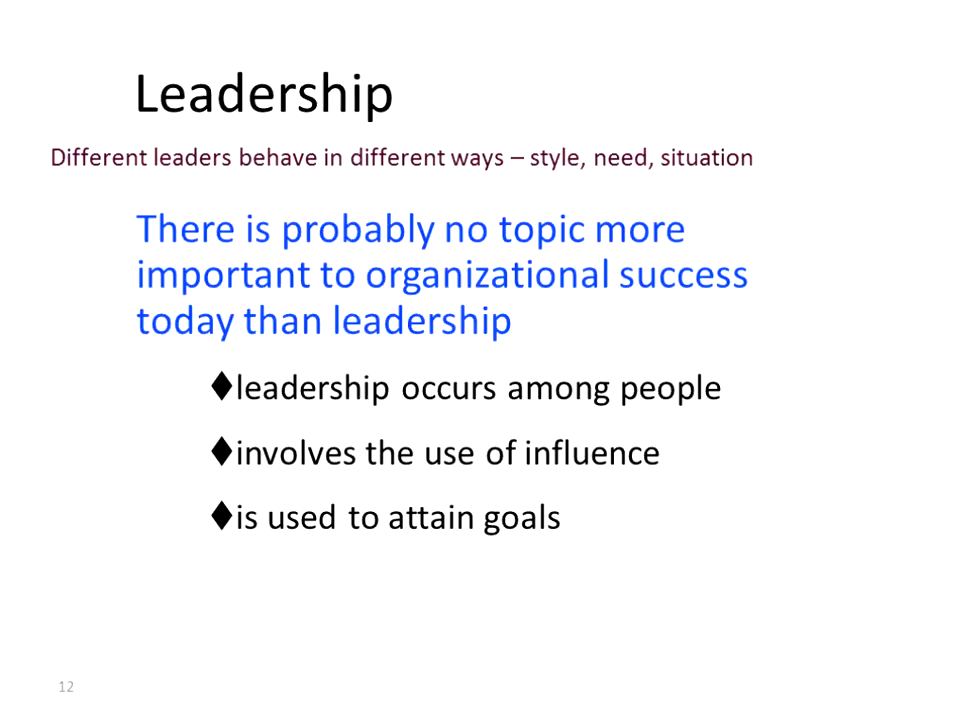 Leadership
Different leaders behave in different ways – style, need, situation
There is probably no topic more
important to organizational success
today than leadership
♦leadership occurs among people
♦involves the use of influence
♦is used to attain goals
12